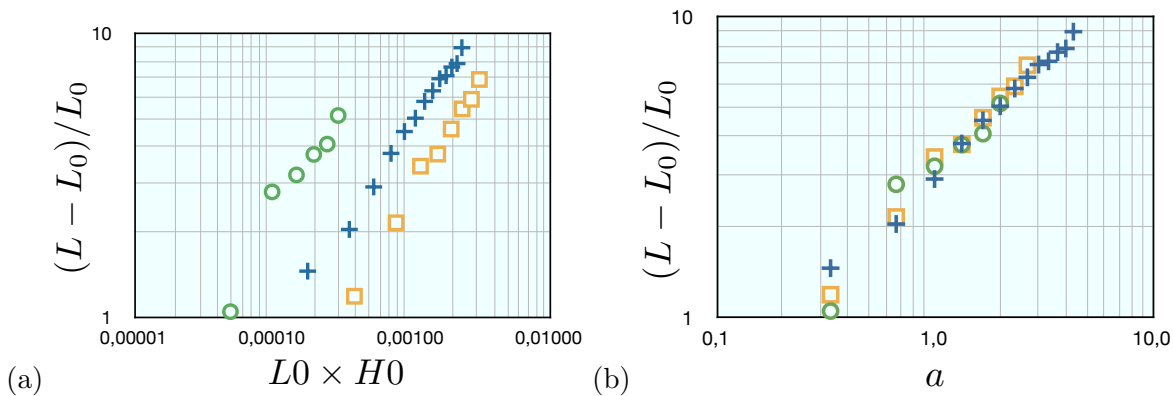 10
1
0,00001
0,00010
0,00100
0,01000
(L − L₀)/L₀
L0 × H0
(a)
10
1
0,1
1,0
10,0
(L − L₀)/L₀
a
(b)